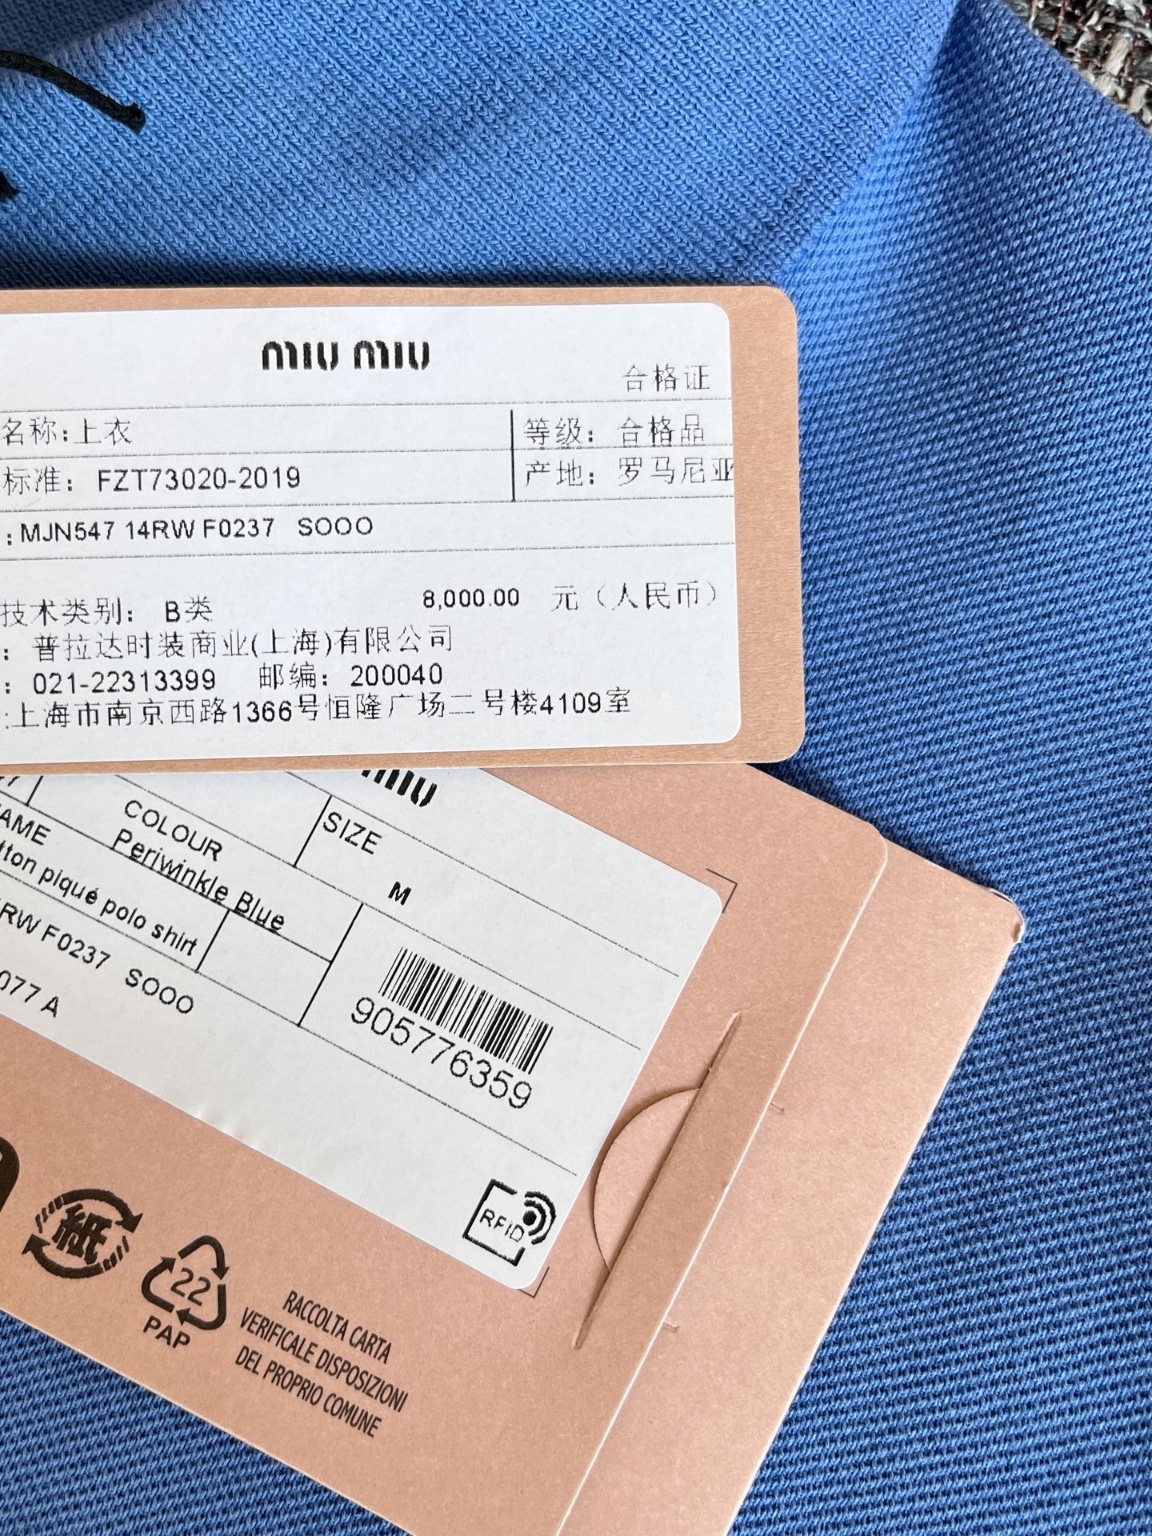 miu miu
合格证
名称:上衣
等级: 合格品
标准: FZT73020-2019
产地: 罗马尼亚
:MJN547 14RW F0237 SOOO
技术类别: B类
8,000.00 元(人民币)
: 普拉达时装商业(上海)有限公司
: 021-22313399 邮编: 200040
:上海市南京西路1366号恒隆广场二号楼4109室
miu
COLOUR
Periwinkle Blue
SIZE
M
AME
tton piqué polo shirt
RW F0237 SOOO
077 A
905776359
RFID
紙
22
PAP
RACCOLTA CARTA
VERIFICALE DISPOSIZIONI
DEL PROPRIO COMUNE